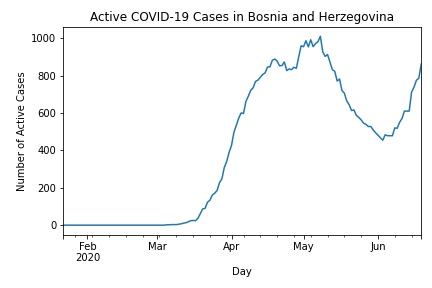 Active COVID-19 Cases in Bosnia and Herzegovina
Number of Active Cases
1000
800
600
400
200
0
Feb Mar Apr May Jun
2020
Day